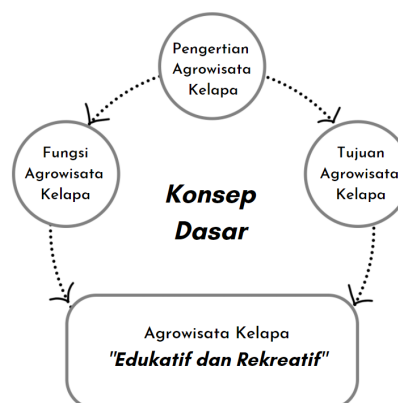 Pengertian
Agrowisata
Kelapa
Fungsi
Agrowisata
Kelapa
Tujuan
Agrowisata
Kelapa
Konsep
Dasar
Agrowisata Kelapa
"Edukatif dan Rekreatif"